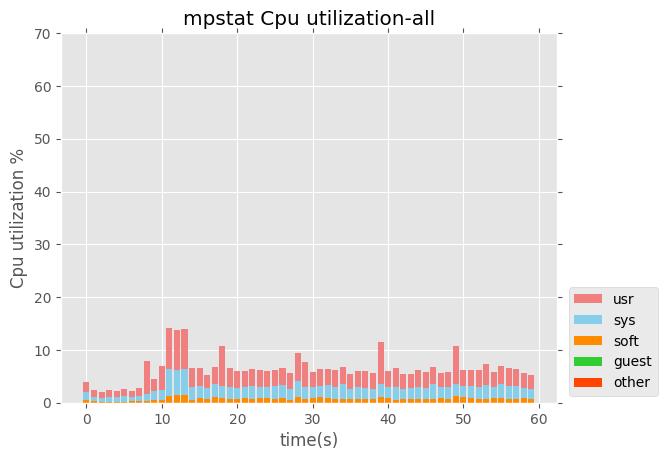 mpstat Cpu utilization-all
70
60
50
40
30
20
10
0
Cpu utilization %
0 10 20 30 40 50 60
time(s)
usr
sys
soft
guest
other